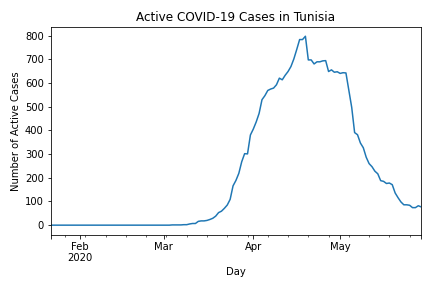 Active COVID-19 Cases in Tunisia
Number of Active Cases
800
700
600
500
400
300
200
100
0
Feb
2020
Mar
Apr
May
Day